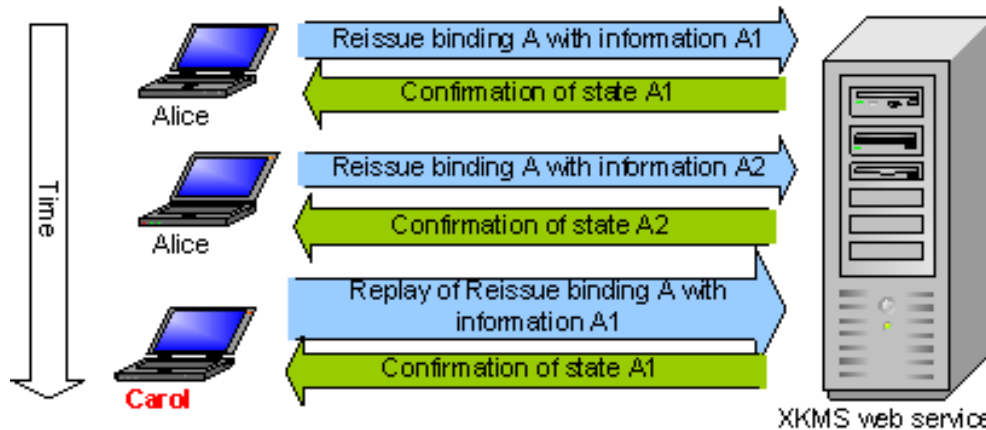 Reissue binding A with information A1
Confirmation of state A1
Alice
Reissue binding A with information A2
Confirmation of state A2
Alice
Time
Replay of Reissue binding A with
information A1
Confirmation of state A1
Carol
XKMS web service